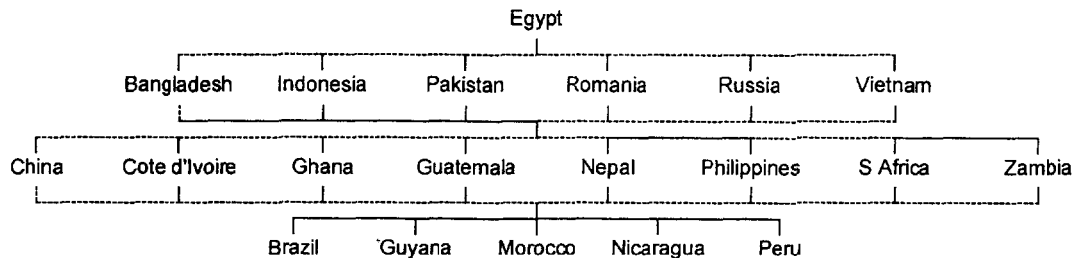 Egypt
Bangladesh Indonesia Pakistan Romania Russia Vietnam
China Cote d'Ivoire Ghana Guatemala Nepal Philippines S Africa Zambia
Brazil Guyana Morocco Nicaragua Peru